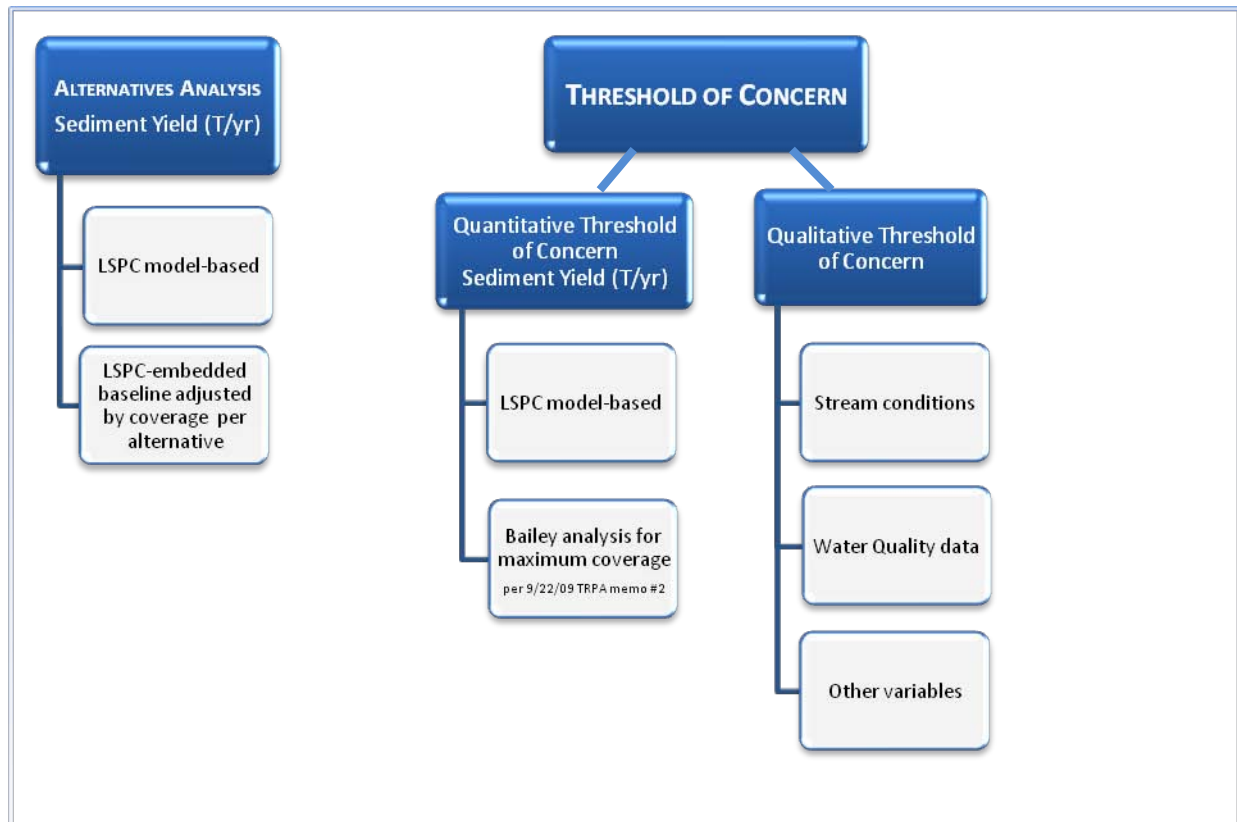 ALTERNATIVES ANALYSIS
Sediment Yield (T/yr)
LSPC model-based
LSPC-embedded
baseline adjusted
by coverage per
alternative
THRESHOLD OF CONCERN
Quantitative Threshold
of Concern
Sediment Yield (T/yr)
LSPC model-based
Bailey analysis for
maximum coverage
per 9/22/09 TRPA memo #2
Qualitative Threshold
of Concern
Stream conditions
Water Quality data
Other variables